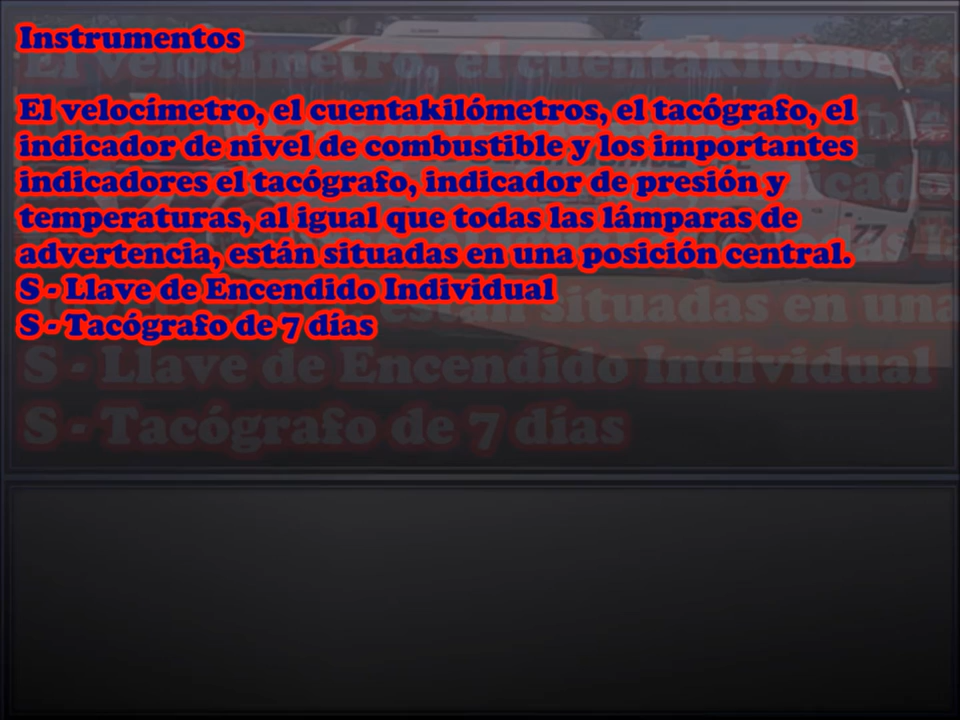 Instrumentos
El velocímetro, el cuentakilómetros, el tacógrafo, el
indicador de nivel de combustible y los importantes
indicadores el tacógrafo, indicador de presión y
temperaturas, al igual que todas las lámparas de
advertencia, están situadas en una posición central.
S - Llave de Encendido Individual
S - Tacógrafo de 7 días
77